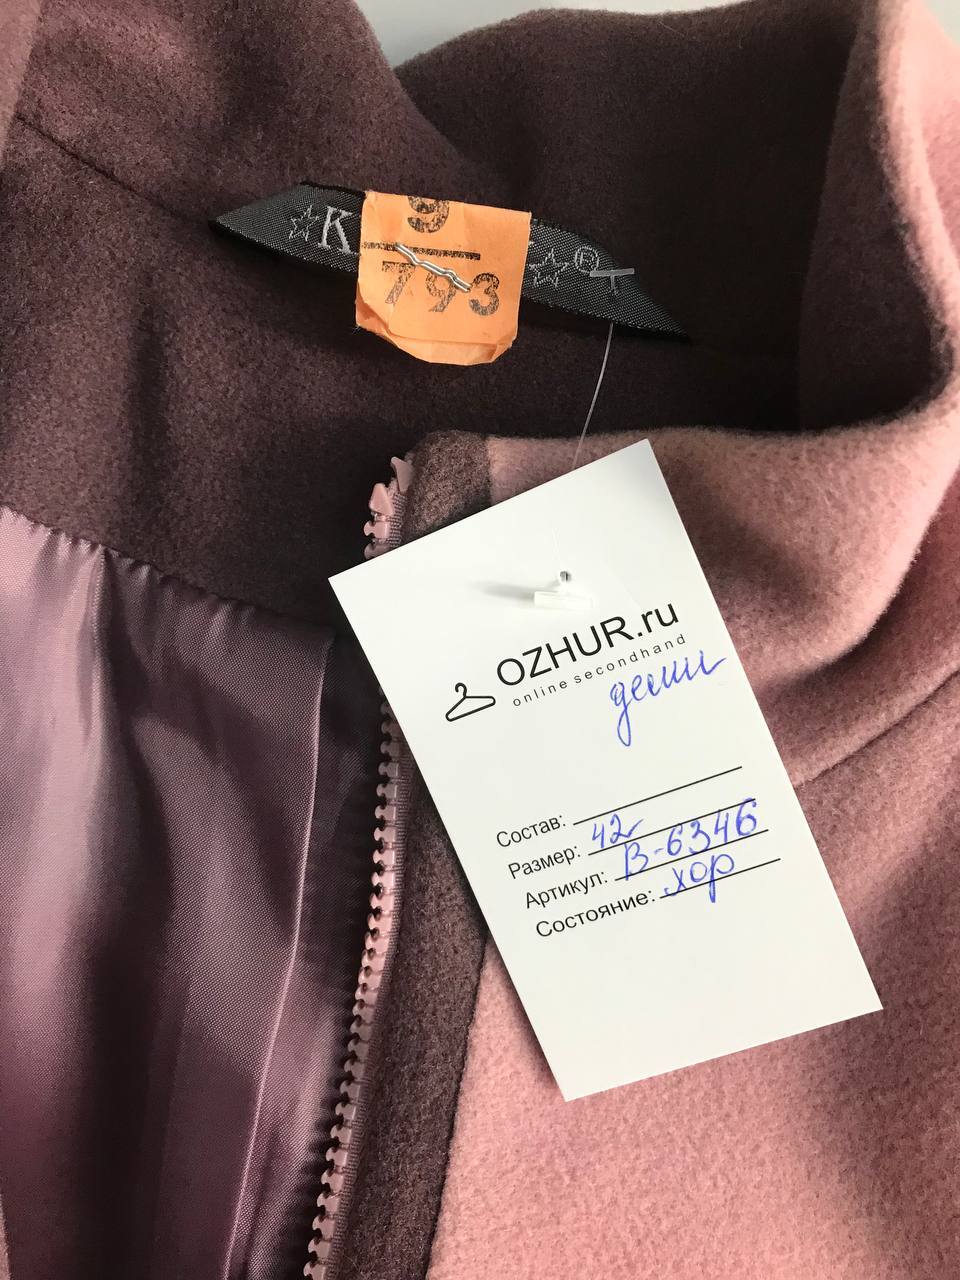 ☆K
9
793
☆®
OZHUR.ru
online secondhand
деми
Состав:
Размер: 42
Артикул: В-6346
Состояние: хор